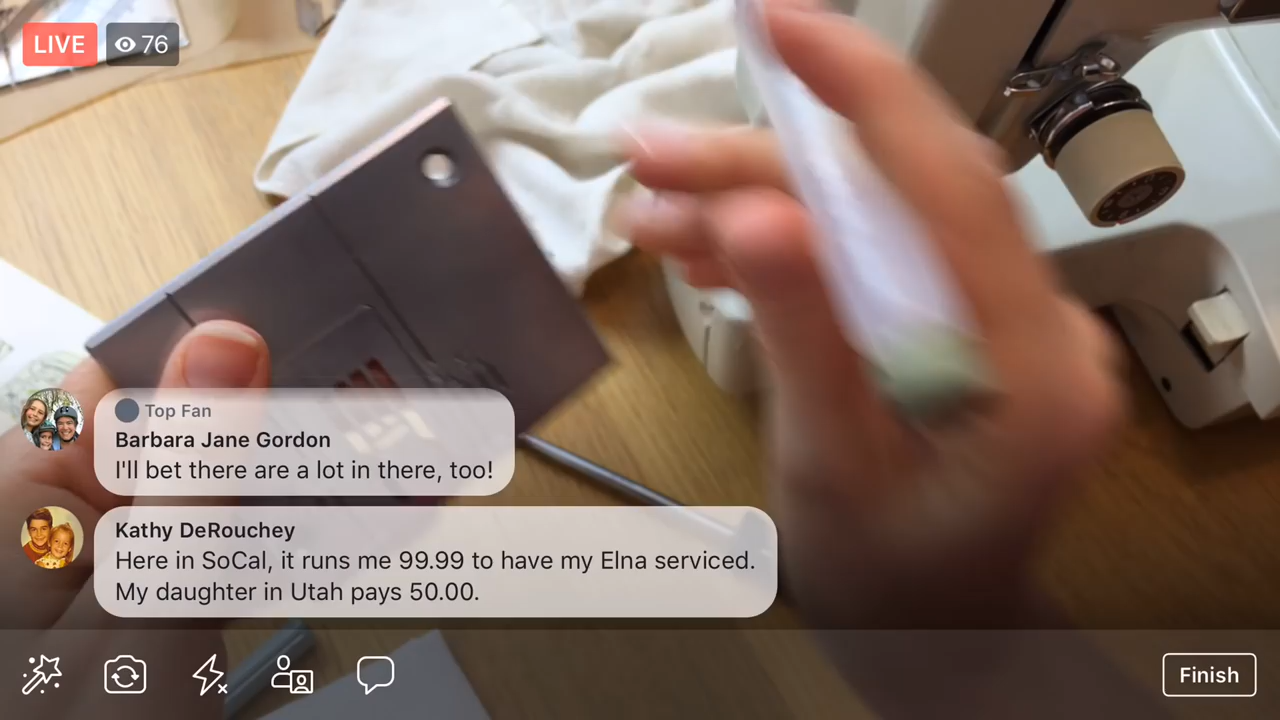 LIVE
76
Top Fan
Barbara Jane Gordon
I'll bet there are a lot in there, too!
Kathy DeRouchey
Here in SoCal, it runs me 99.99 to have my Elna serviced.
My daughter in Utah pays 50.00.
Finish